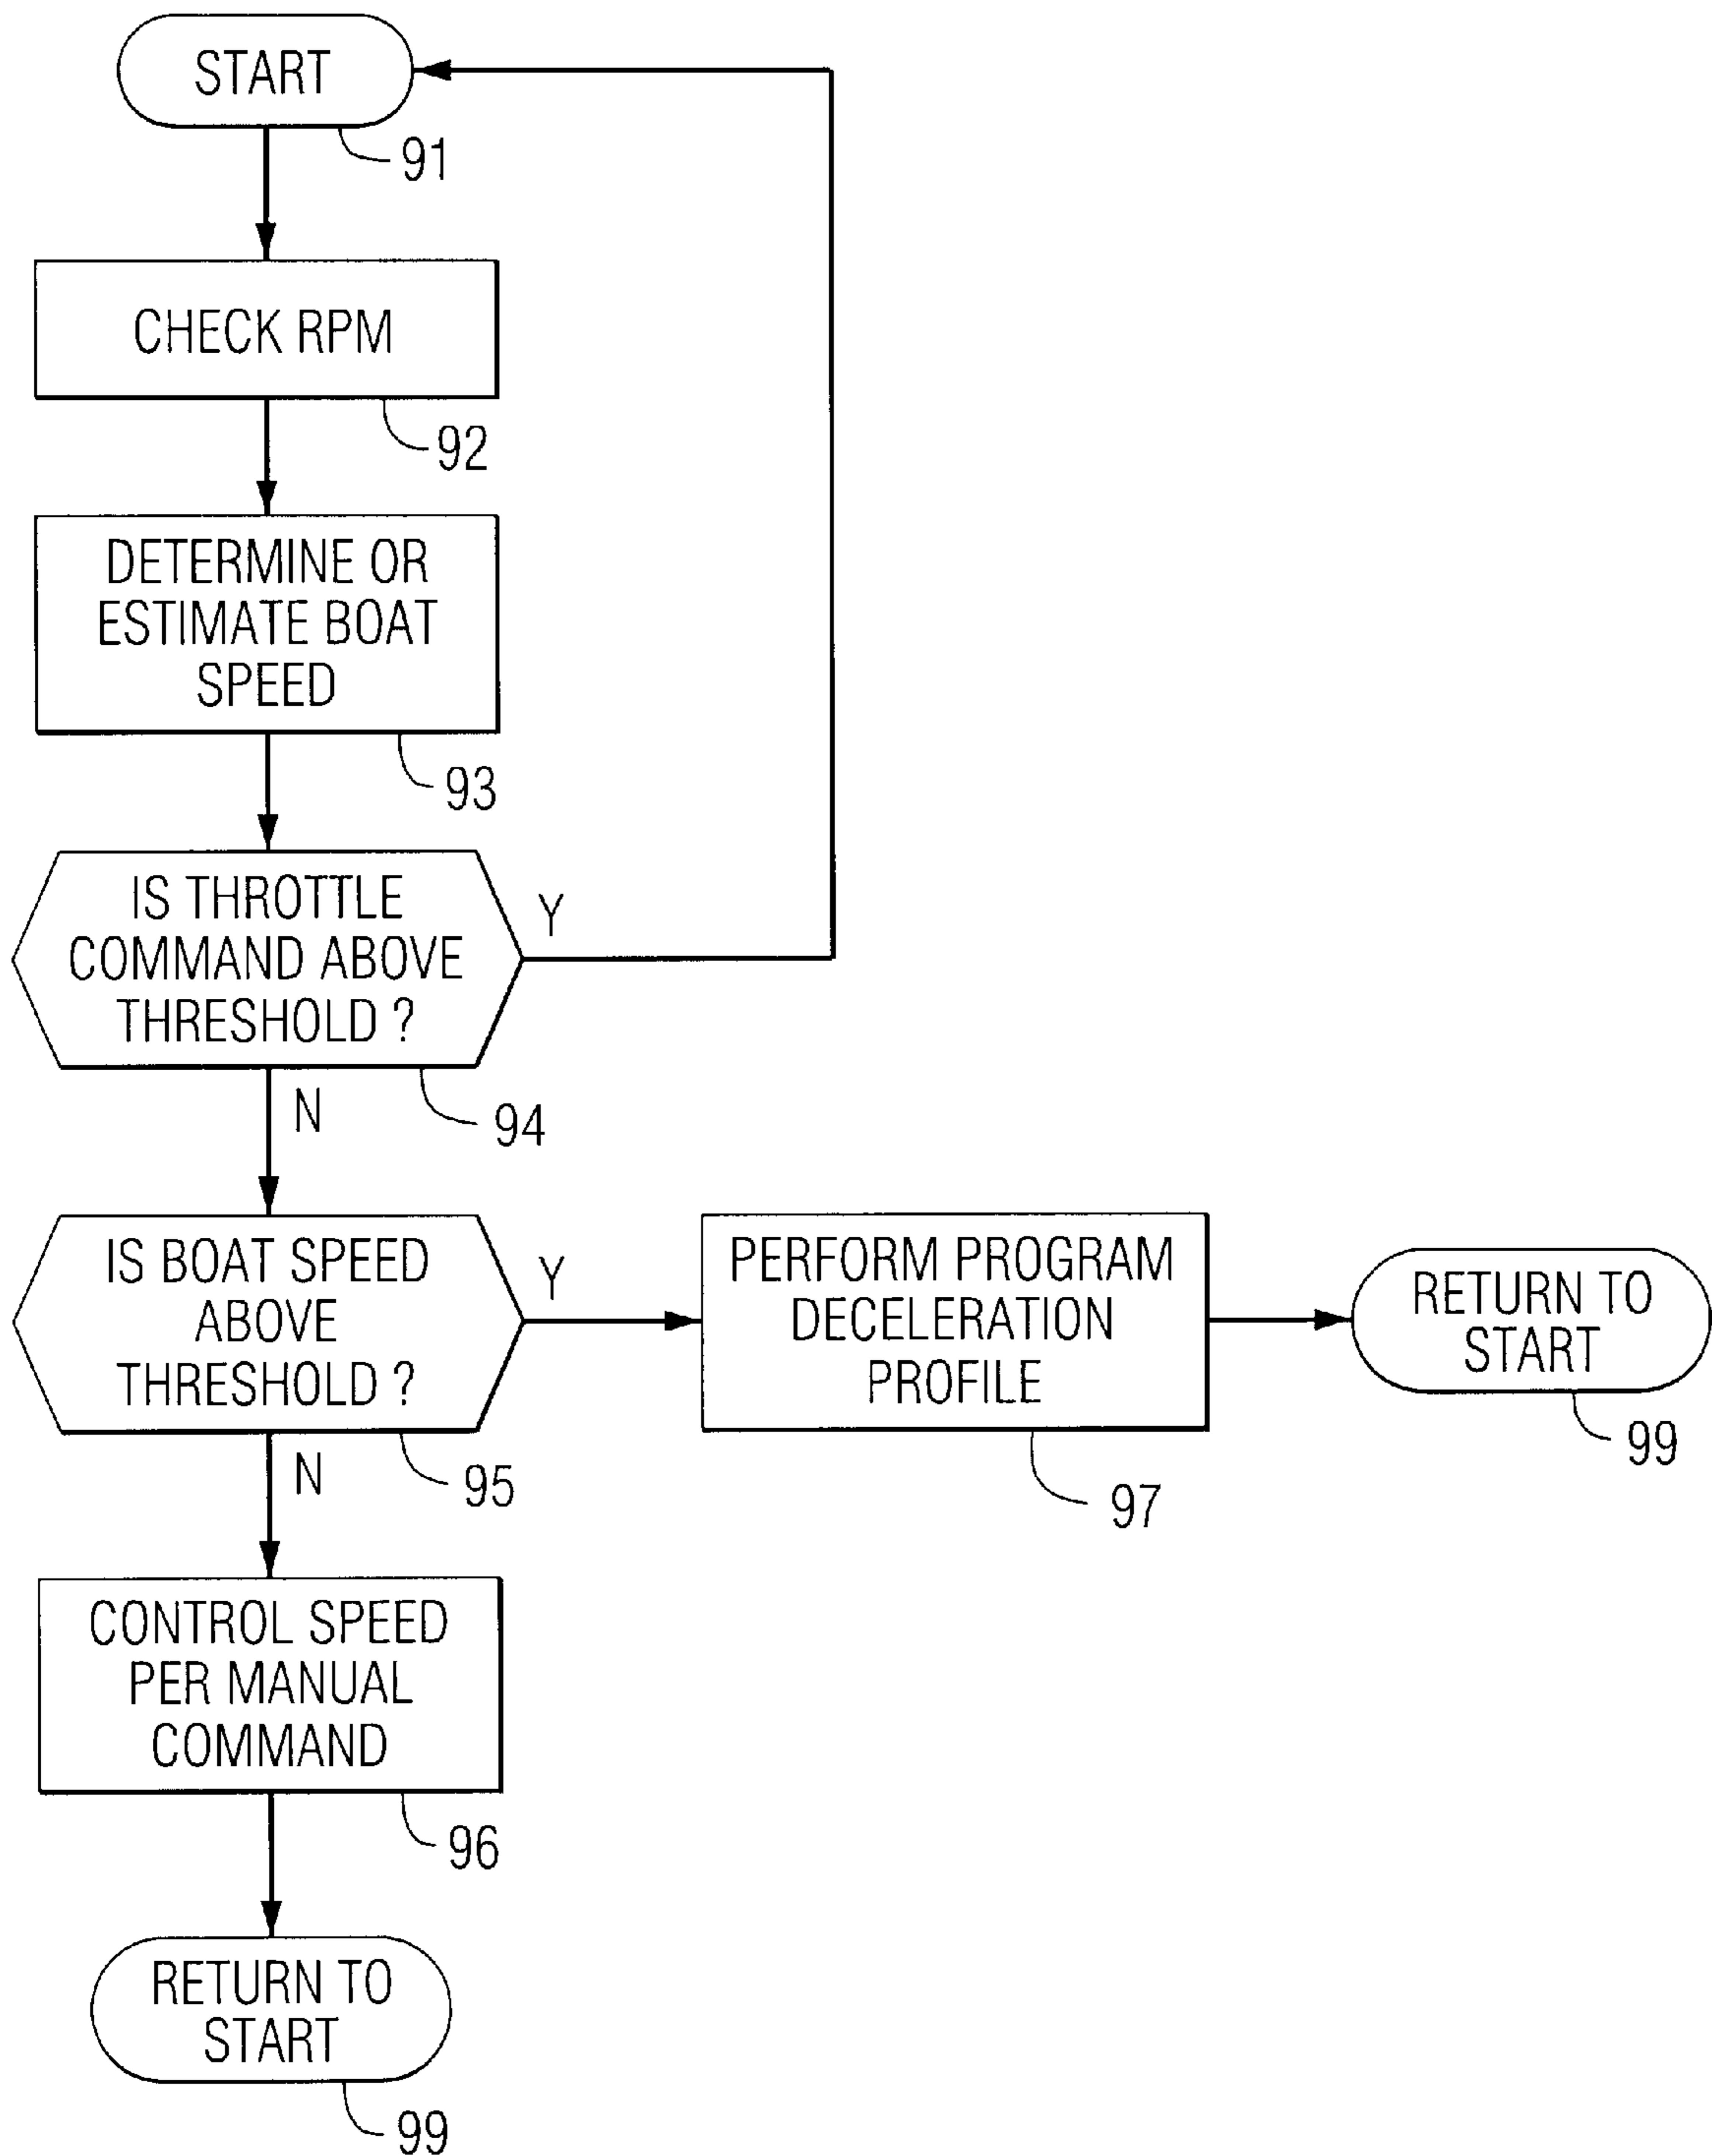 START
91
CHECK RPM
92
DETERMINE OR
ESTIMATE BOAT
SPEED
93
IS THROTTLE
COMMAND ABOVE
THRESHOLD ?
Y
N
94
IS BOAT SPEED
ABOVE
THRESHOLD ?
Y
N
95
PERFORM PROGRAM
DECELERATION
PROFILE
97
RETURN TO
START
99
CONTROL SPEED
PER MANUAL
COMMAND
96
RETURN TO
START
99